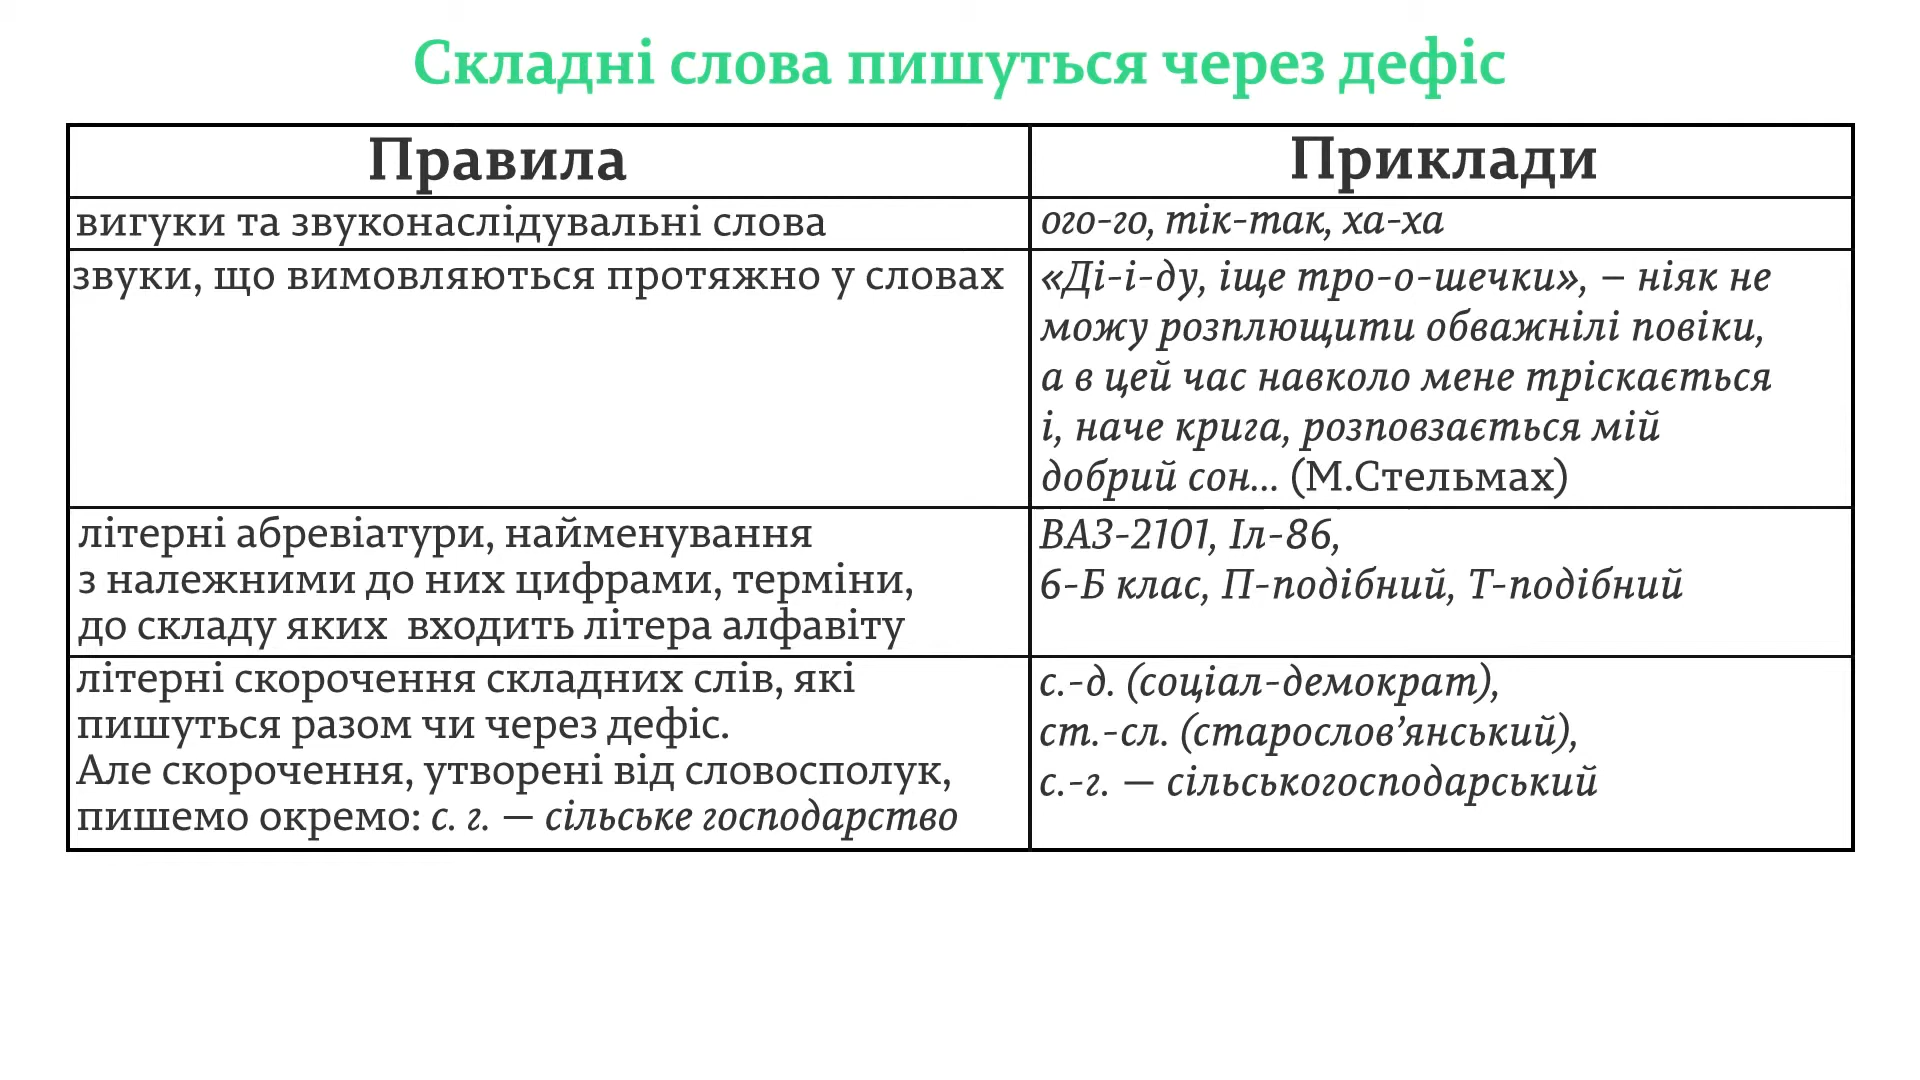 Складні слова пишуться через дефіс
Правила
Приклади
вигуки та звуконаслідувальні слова
ого-го, тік-так, ха-ха
звуки, що вимовляються протяжно у словах
«Ді-і-ду, іще тро-о-шечки», – ніяк не
можу розплющити обважнілі повіки,
а в цей час навколо мене тріскається
і, наче крига, розповзається мій
добрий сон... (М.Стельмах)
літерні абревіатури, найменування
з належними до них цифрами, терміни,
до складу яких входить літера алфавіту
ВАЗ-2101, Іл-86,
6-Б клас, П-подібний, Т-подібний
літерні скорочення складних слів, які
пишуться разом чи через дефіс.
Але скорочення, утворені від словосполук,
пишемо окремо: с. г. — сільське господарство
с.-д. (соціал-демократ),
ст.-сл. (старослов’янський),
с.-г. — сільськогосподарський